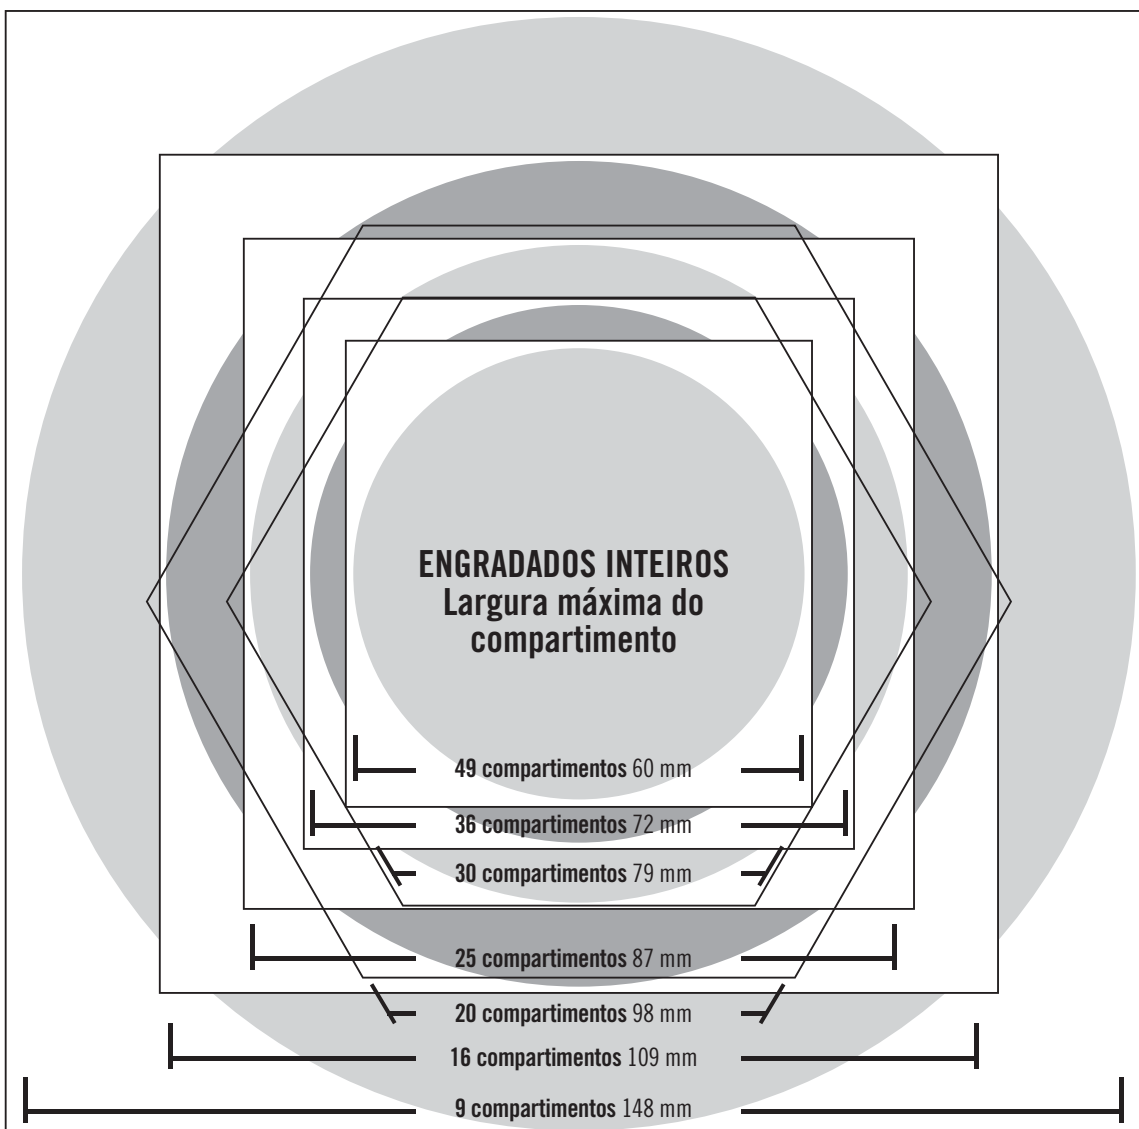 ENGRADADOS INTEIROS
Largura máxima do
compartimento
49 compartimentos 60 mm
36 compartimentos 72 mm
30 compartimentos 79 mm
25 compartimentos 87 mm
20 compartimentos 98 mm
16 compartimentos 109 mm
9 compartimentos 148 mm